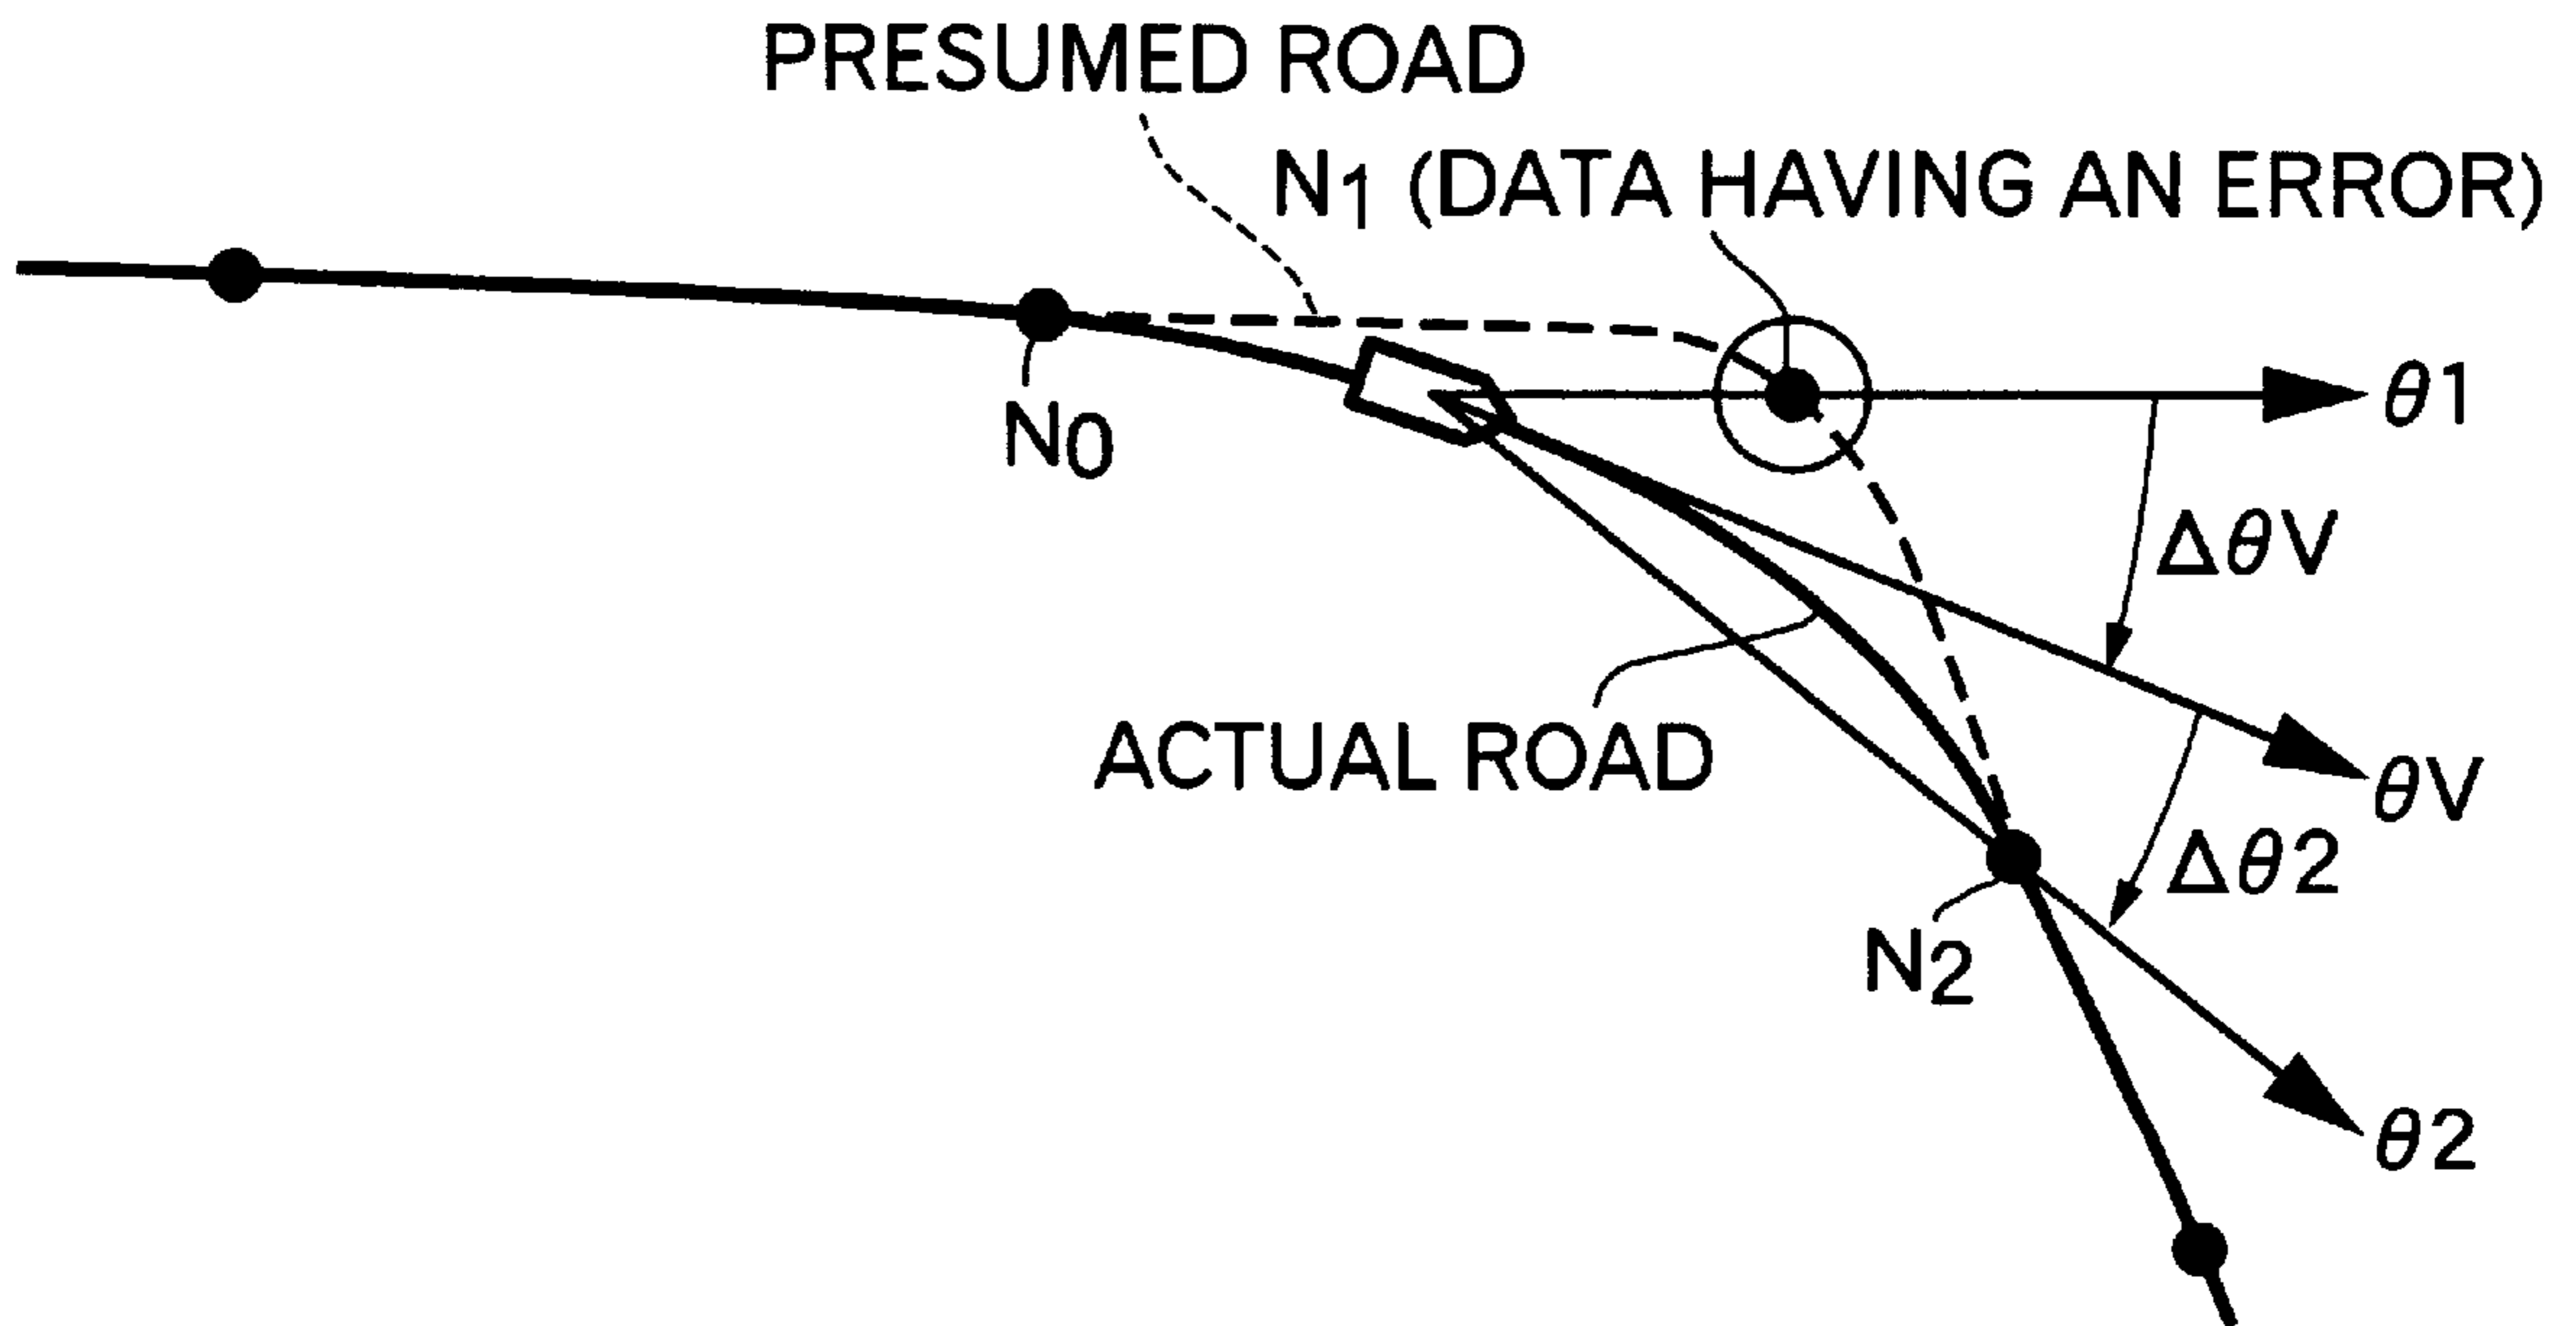 PRESUMED ROAD
N1 (DATA HAVING AN ERROR)
θ1
N0
ΔθV
ACTUAL ROAD
θV
Δθ2
N2
θ2